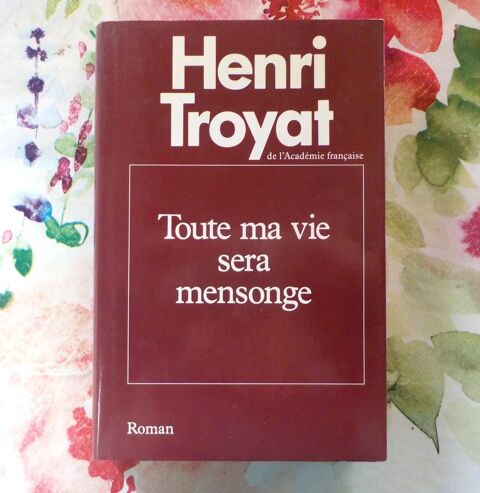 Henri
Troyat
de l'Académie française
Toute ma vie
sera
mensonge
Roman